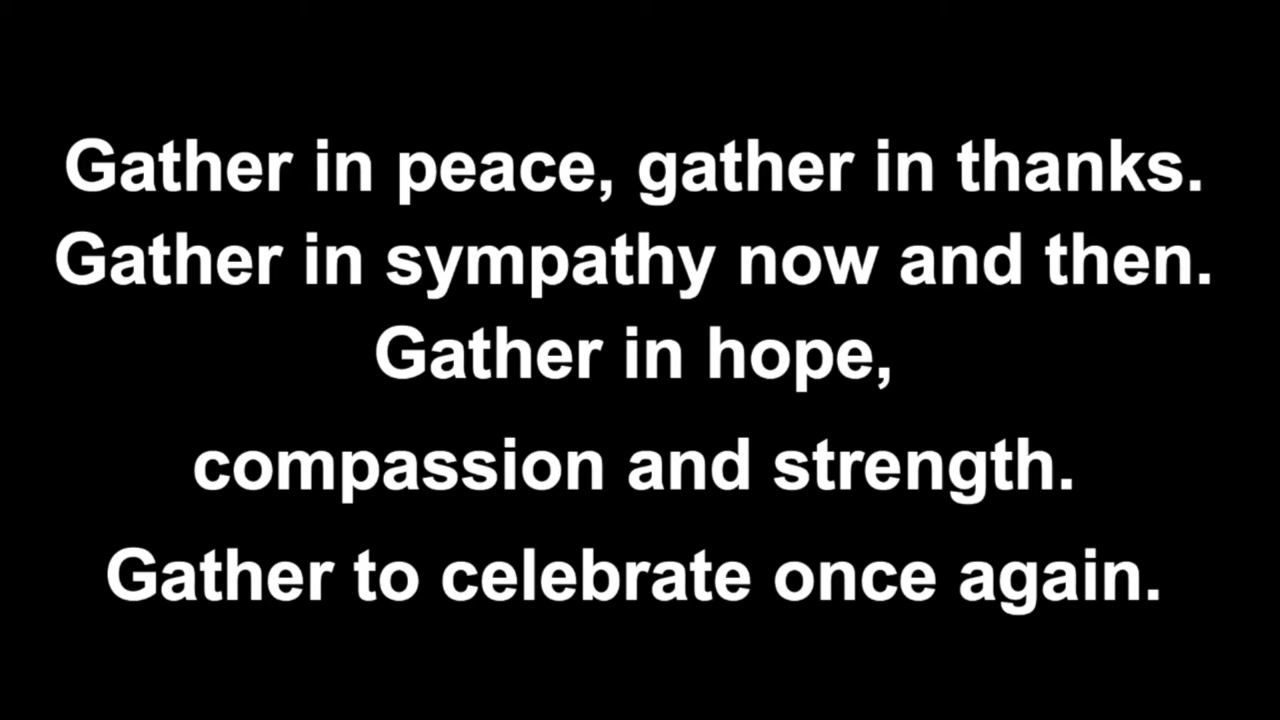 Gather in peace, gather in thanks.
Gather in sympathy now and then.
Gather in hope,
compassion and strength.
Gather to celebrate once again.